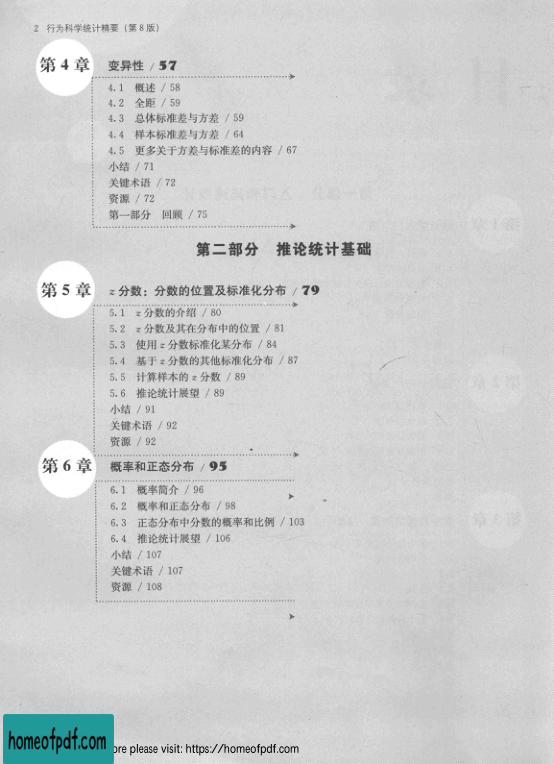 2 行为科学统计精要（第8版）
第4章 变异性 / 57
4.1 概述 / 58
4.2 全距 / 59
4.3 总体标准差与方差 / 59
4.4 样本标准差与方差 / 64
4.5 更多关于方差与标准差的内容 / 67
小结 / 71
关键术语 / 72
资源 / 72
第一部分 回顾 / 75
第二部分 推论统计基础
第5章 z分数：分数的位置及标准化分布 / 79
5.1 z分数的介绍 / 80
5.2 z分数及其在分布中的位置 / 81
5.3 使用z分数标准化某分布 / 84
5.4 基于z分数的其他标准化分布 / 87
5.5 计算样本的z分数 / 89
5.6 推论统计展望 / 89
小结 / 91
关键术语 / 92
资源 / 92
第6章 概率和正态分布 / 95
6.1 概率简介 / 96
6.2 概率和正态分布 / 98
6.3 正态分布中分数的概率和比例 / 103
6.4 推论统计展望 / 106
小结 / 107
关键术语 / 107
资源 / 108
homeofpdf.com
ore please visit: https://homeofpdf.com